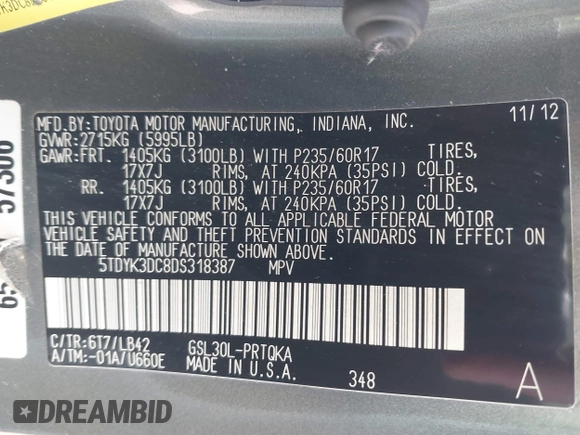 MFD.BY:TOYOTA MOTOR MANUFACTURING, INDIANA, INC. 11/12
GVWR:2715KG (5995LB)
GAWR:FRT. 1405KG (3100LB) WITH P235/60R17 TIRES,
17X7J RIMS, AT 240KPA (35PSI) COLD.
RR. 1405KG (3100LB) WITH P235/60R17 TIRES,
17X7J RIMS, AT 240KPA (35PSI) COLD.
THIS VEHICLE CONFORMS TO ALL APPLICABLE FEDERAL MOTOR
VEHICLE SAFETY AND THEFT PREVENTION STANDARDS IN EFFECT ON
THE DATE OF MANUFACTURE SHOWN ABOVE.
5TDYK3DC8DS318387 MPV
C/TR:6T7/LB42 GSL30L-PRTQKA
A/TM:-01A/U660E MADE IN U.S.A. 348 A
DREAMBID